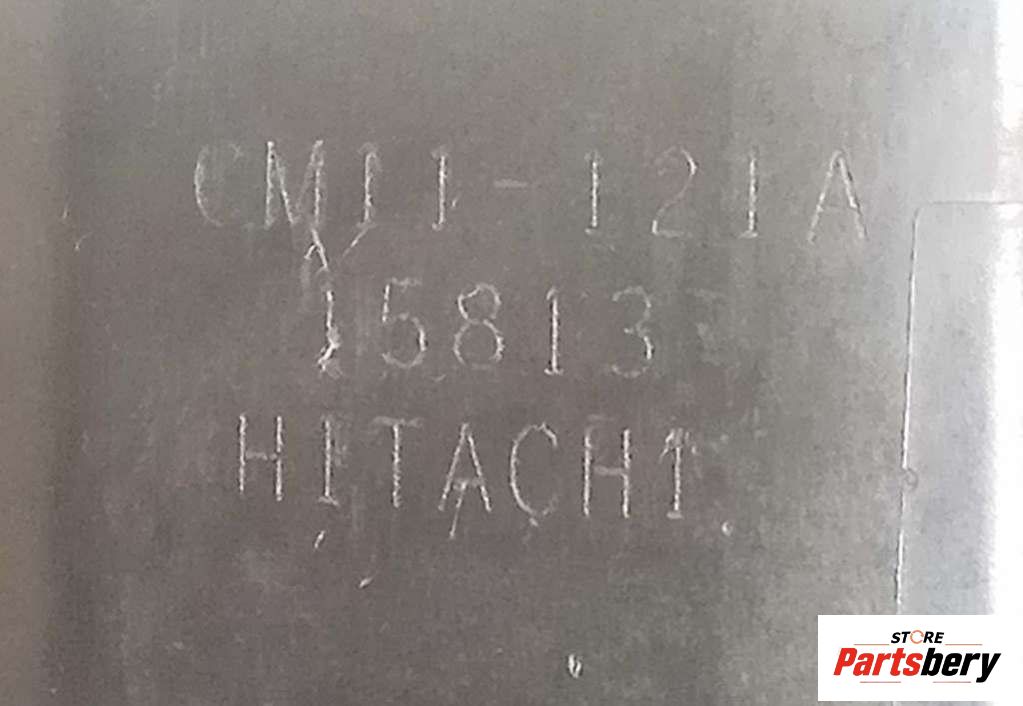 CM11-121A
15813
HITACHI
STORE
Partsbery